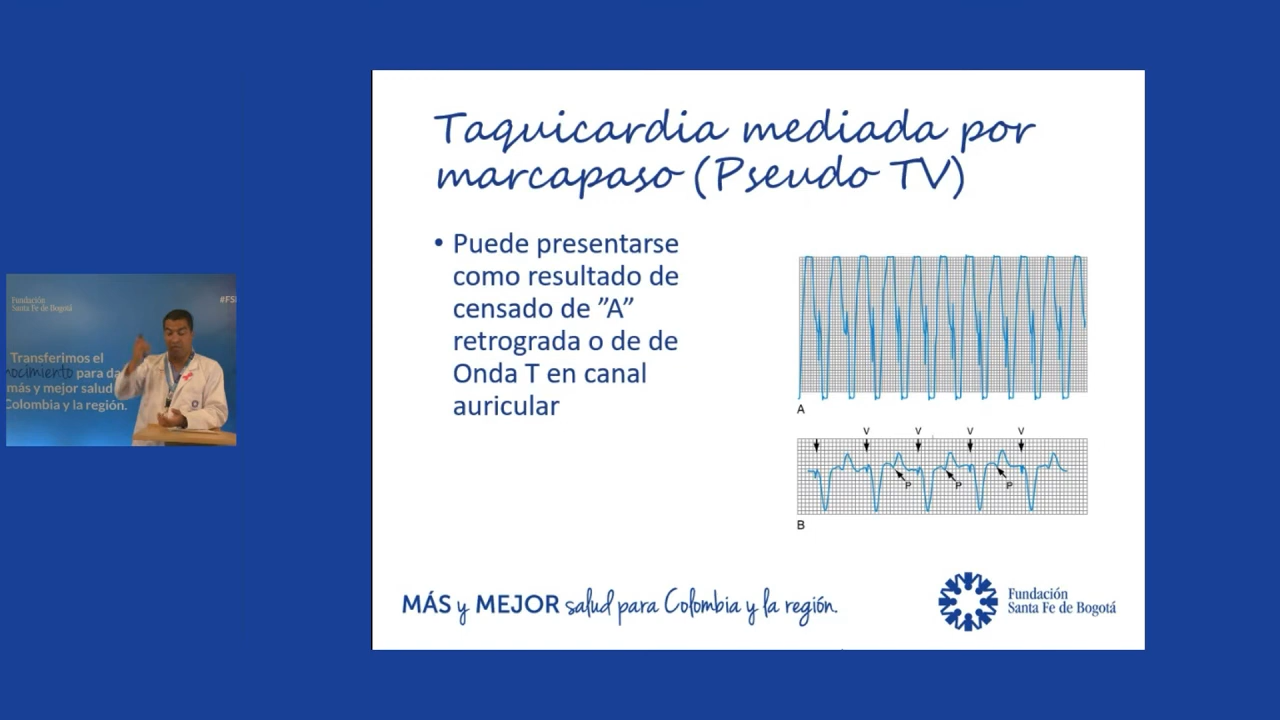 Taquicardia mediada por
marcapaso (Pseudo TV)
• Puede presentarse
como resultado de
censado de ”A”
retrograda o de de
Onda T en canal
auricular
A
V V V V
P P P
B
MÁS y MEJOR salud para Colombia y la región.
Fundación
Santa Fe de Bogotá
Fundación
Santa Fe de Bogotá
Transferimos el
para
más y mejor salud
Colombia y la región.